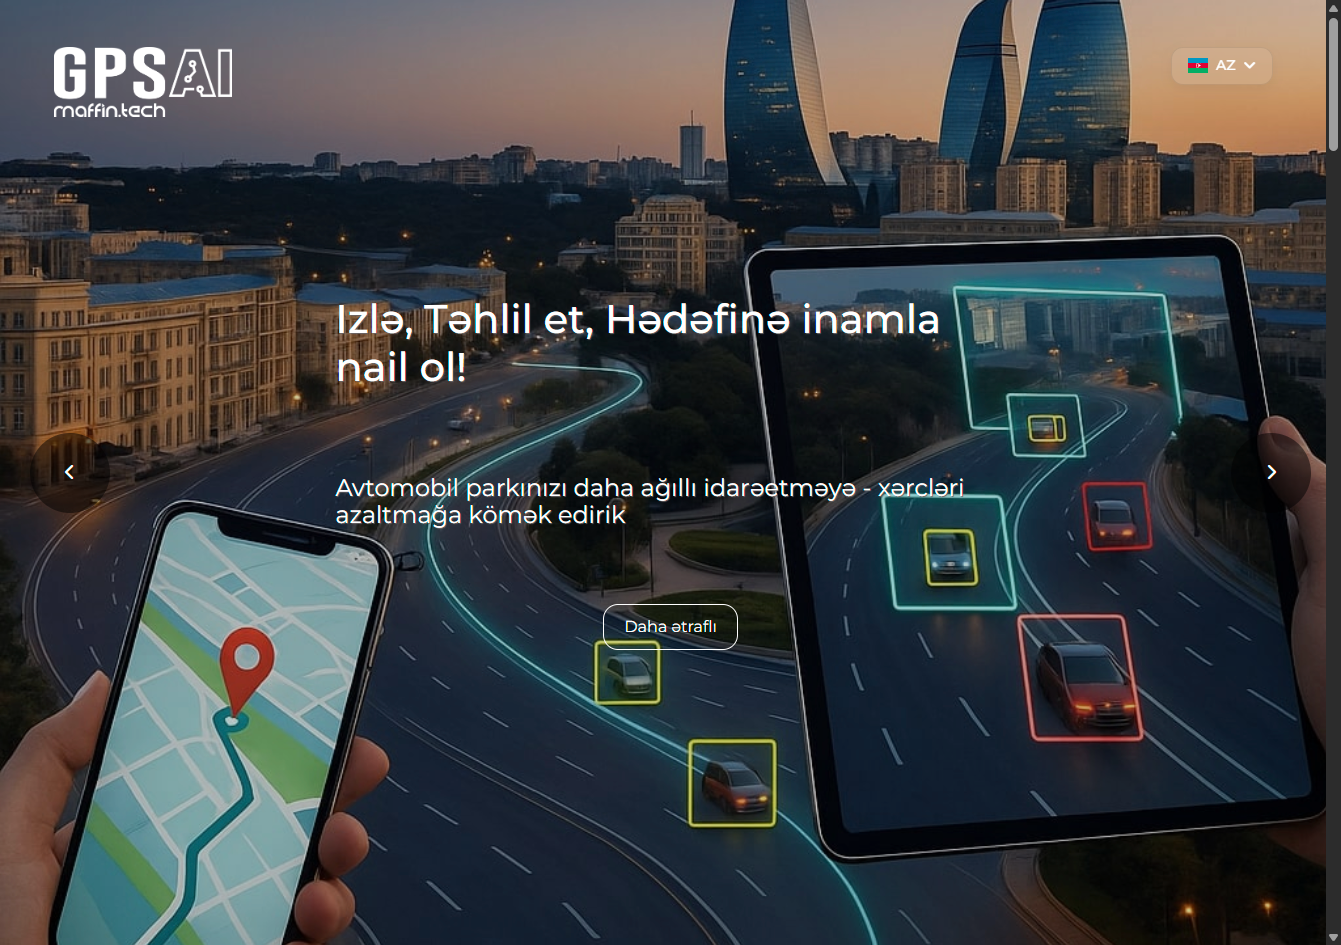 GPSAI
maffin.tech
AZ
Izlə, Təhlil et, Hədəfinə inamla
nail ol!
Avtomobil parkınızı daha ağıllı idarəetməyə - xərcləri
azaltmağa kömək edirik
Daha ətraflı